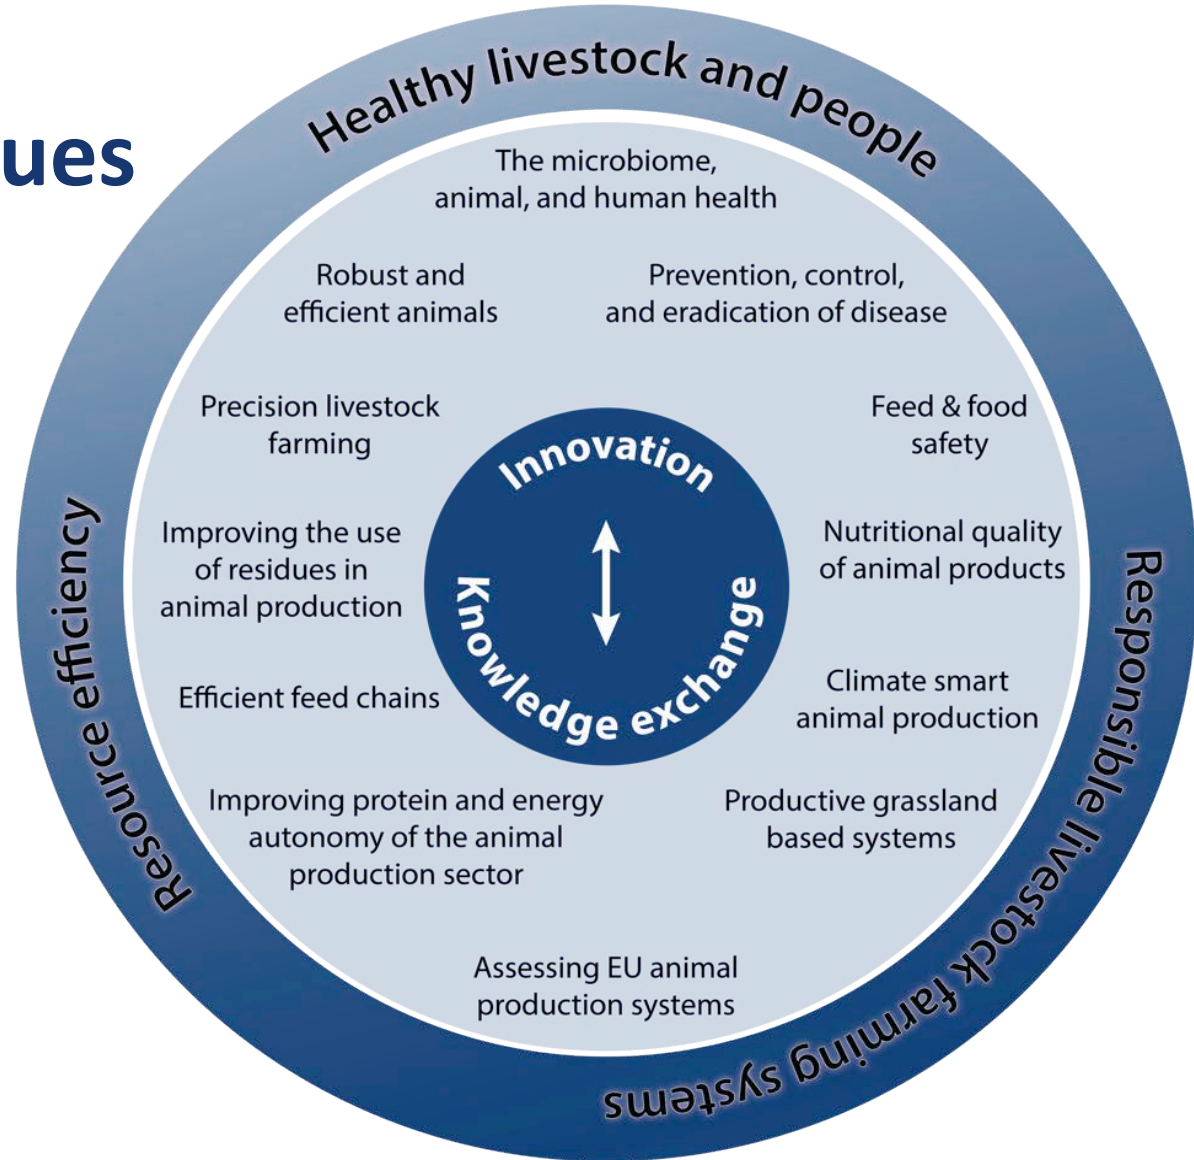 ues
Healthy livestock and people
The microbiome,
animal, and human health
Robust and
efficient animals
Prevention, control,
and eradication of disease
Precision livestock
farming
Feed & food
safety
Innovation
Improving the use
of residues in
animal production
Nutritional quality
of animal products
Knowledge exchange
Efficient feed chains
Climate smart
animal production
Improving protein and energy
autonomy of the animal
production sector
Productive grassland
based systems
Assessing EU animal
production systems
Resource efficiency
Responsible livestock farming systems